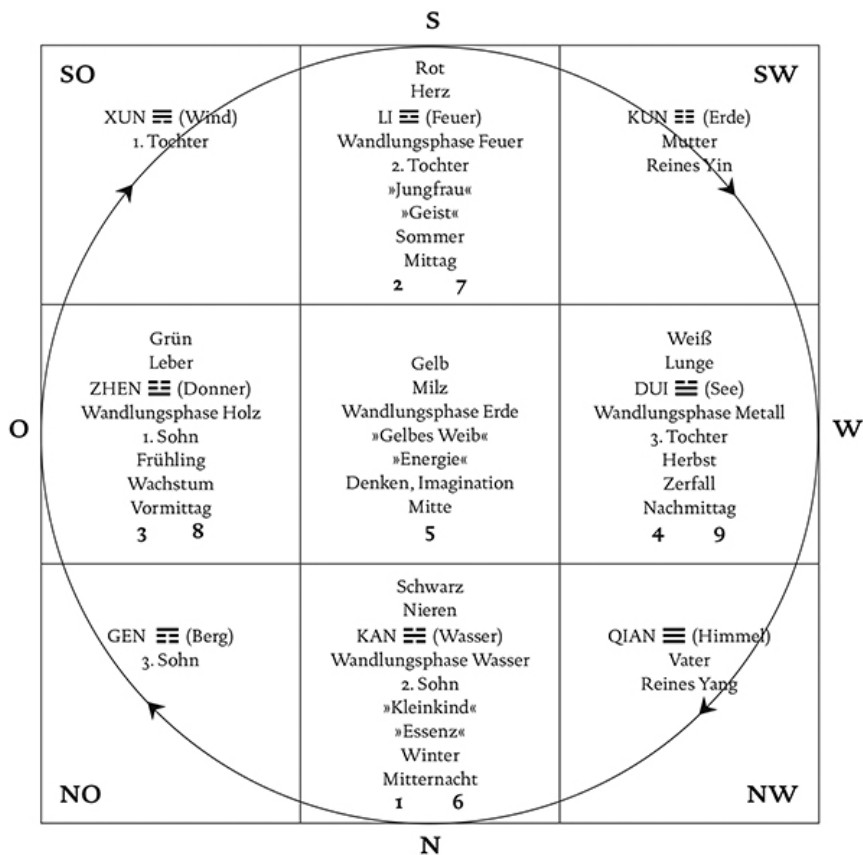 S
SO
XUN ☴ (Wind)
1. Tochter
Rot
Herz
LI ☲ (Feuer)
Wandlungsphase Feuer
2. Tochter
»Jungfrau«
»Geist«
Sommer
Mittag
2 7
SW
KUN ☷ (Erde)
Mutter
Reines Yin
O
Grün
Leber
ZHEN ☳ (Donner)
Wandlungsphase Holz
1. Sohn
Frühling
Wachstum
Vormittag
3 8
Gelb
Milz
Wandlungsphase Erde
»Gelbes Weib«
»Energie«
Denken, Imagination
Mitte
5
Weiß
Lunge
DUI ☱ (See)
Wandlungsphase Metall
3. Tochter
Herbst
Zerfall
Nachmittag
4 9
W
GEN ☶ (Berg)
3. Sohn
NO
Schwarz
Nieren
KAN ☵ (Wasser)
Wandlungsphase Wasser
2. Sohn
»Kleinkind«
»Essenz«
Winter
Mitternacht
1 6
QIAN ☰ (Himmel)
Vater
Reines Yang
NW
N